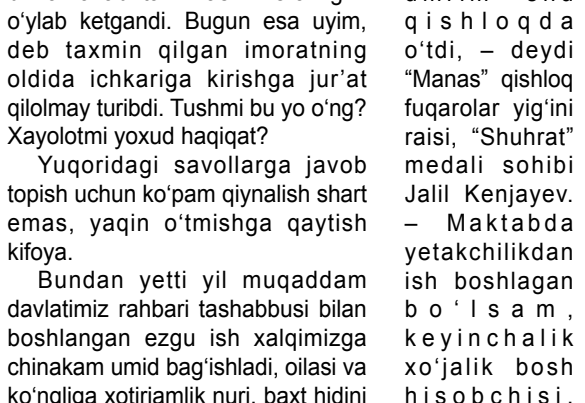 o‘ylab ketgandi. Bugun esa uyim,
deb taxmin qilgan imoratning
oldida ichkariga kirishga jur’at
qilolmay turibdi. Tushmi bu yo o‘ng?
Xayolotmi yoxud haqiqat?
Yuqoridagi savollarga javob
topish uchun ko‘pam qiynalish shart
emas, yaqin o‘tmishga qaytish
kifoya.
Bundan yetti yil muqaddam
davlatimiz rahbari tashabbusi bilan
boshlangan ezgu ish xalqimizga
chinakam umid bag‘ishladi, oilasi va
ko‘ngliga xotirjamlik nuri, baxt hidini
qishloqda
o‘tdi, – deydi
“Manas” qishloq
fuqarolar yig‘ini
raisi, “Shuhrat”
medali sohibi
Jalil Kenjayev.
– Maktabda
yetakchilikdan
ish boshlagan
bo‘lsam,
keyinchalik
xo‘jalik bosh
hisobchisi,